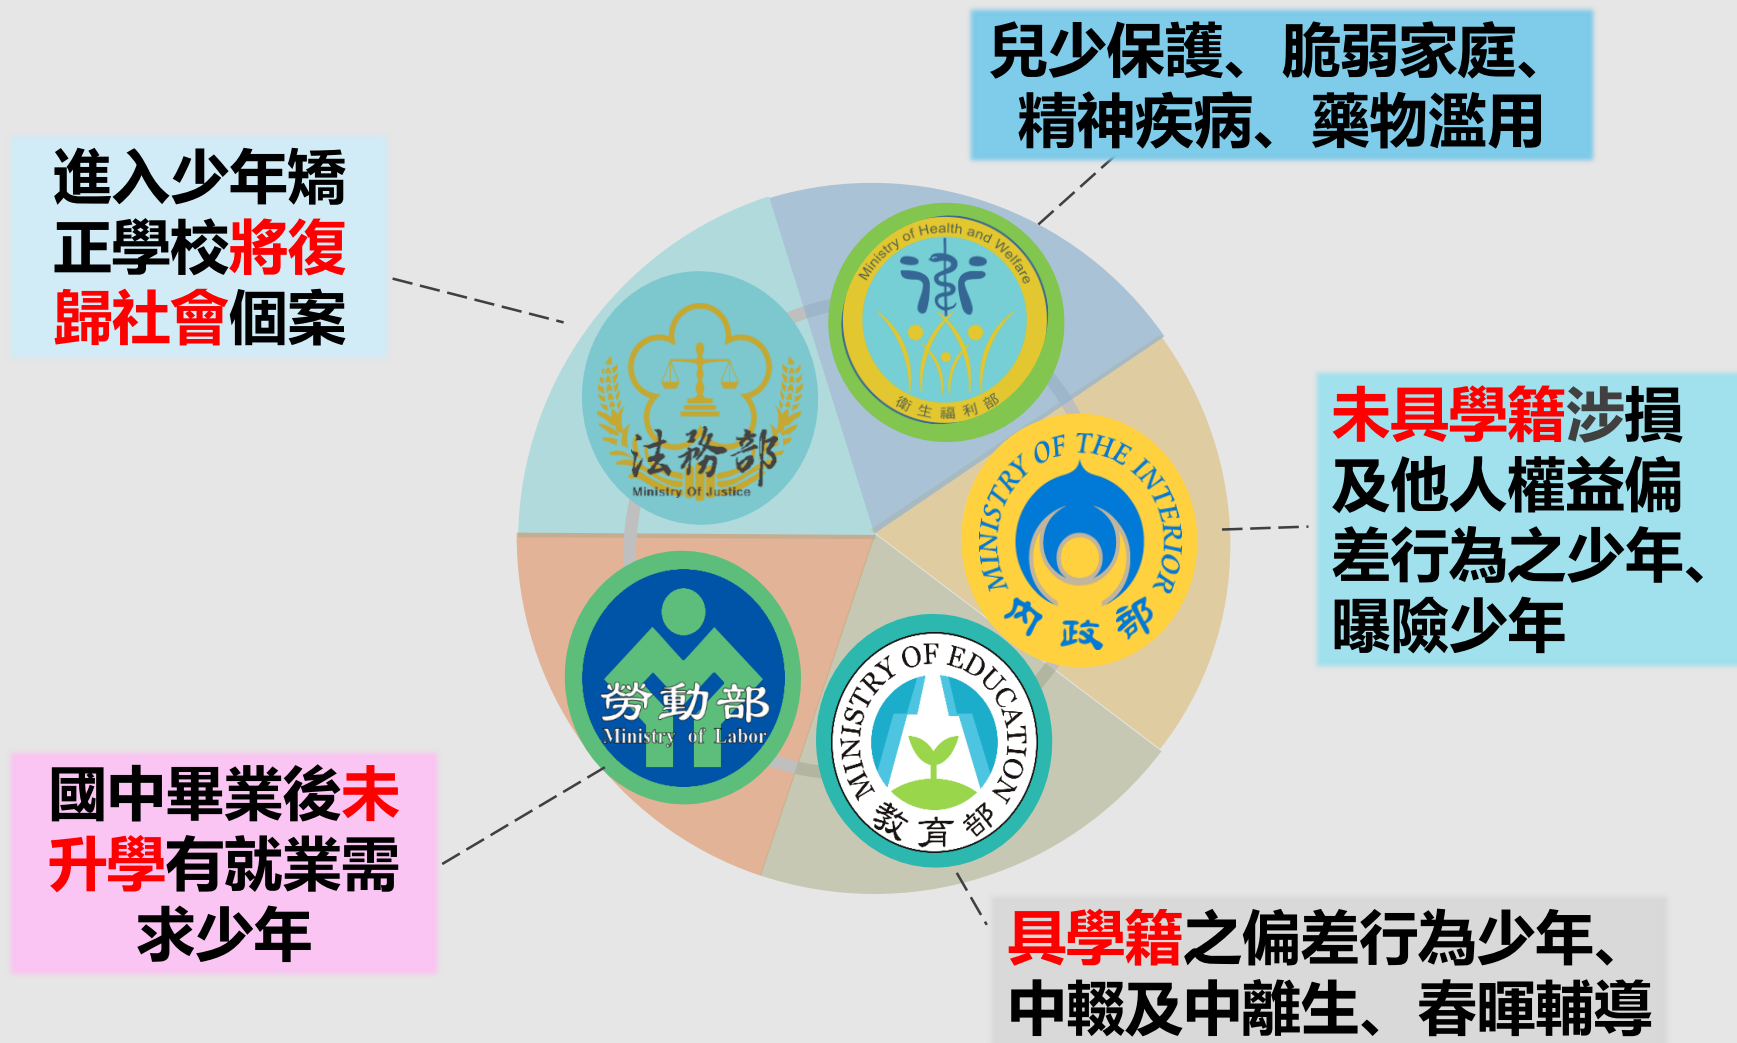 兒少保護、脆弱家庭、
精神疾病、藥物濫用
進入少年矯
正學校將復
歸社會個案
Ministry of Health and Welfare
衛生福利部
法務部
Ministry Of Justice
未具學籍涉損
及他人權益偏
差行為之少年、
曝險少年
MINISTRY OF THE INTERIOR
內政部
勞動部
Ministry of Labor
MINISTRY OF EDUCATION
教育部
國中畢業後未
升學有就業需
求少年
具學籍之偏差行為少年、
中輟及中離生、春暉輔導